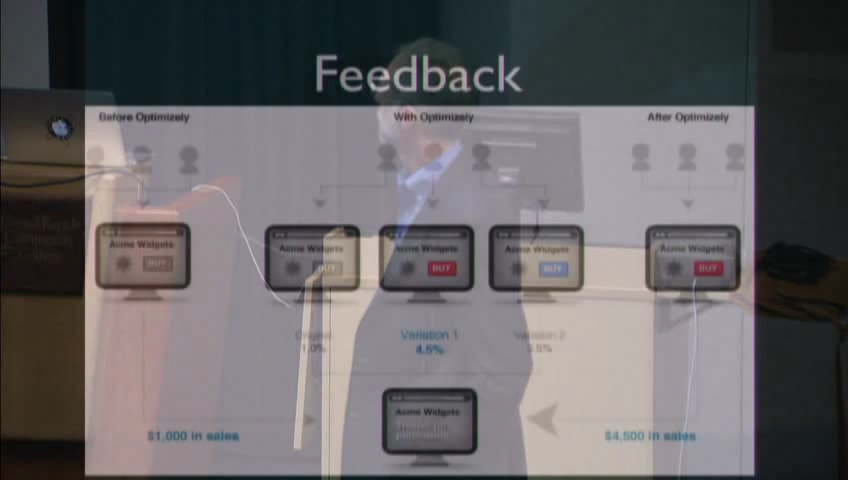 Feedback
Before Optimizely
With Optimizely
After Optimizely
Acme Widgets
BUY
Acme Widgets
BUY
Acme Widgets
BUY
Acme Widgets
BUY
Acme Widgets
BUY
Original
1.0%
Variation 1
4.5%
Variation 2
3.5%
Acme Widgets
purchasing
$1,000 in sales
$4,500 in sales